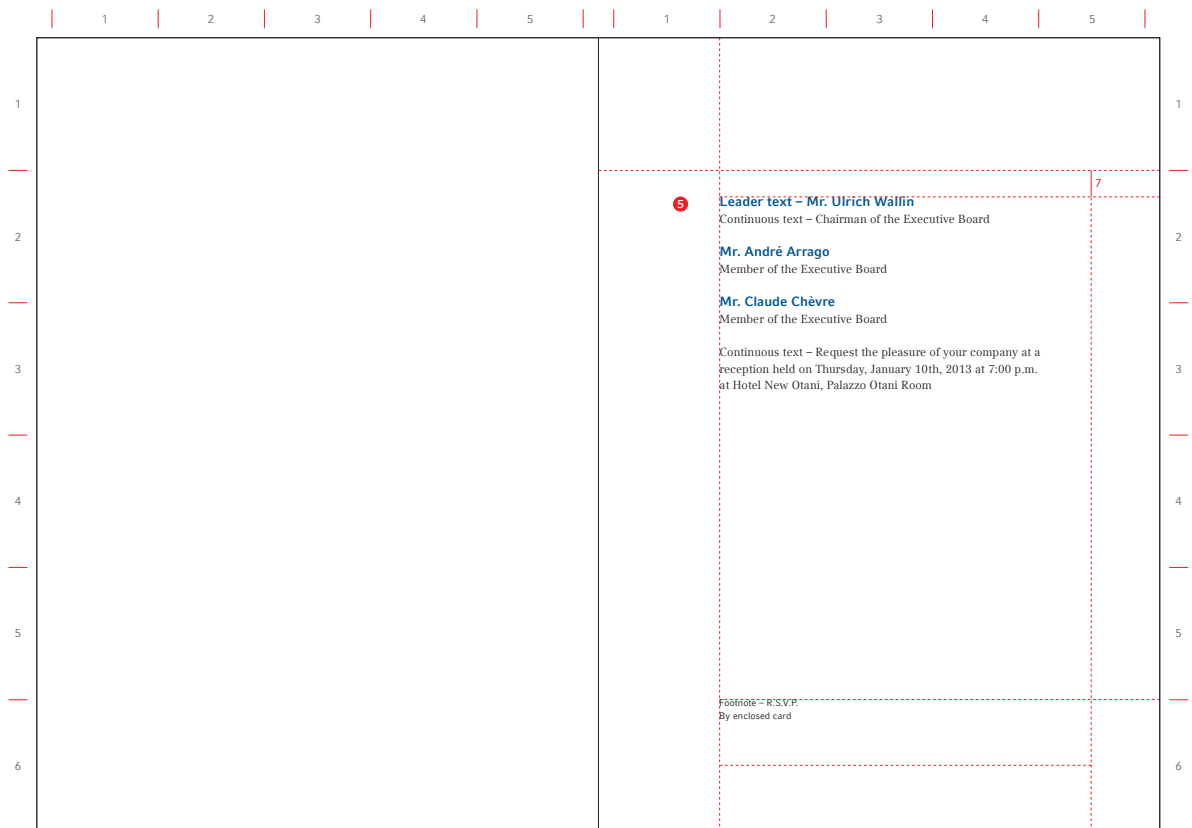 1 2 3 4 5 1 2 3 4 5
1 1
7
5 Leader text – Mr. Ulrich Wallin
Continuous text – Chairman of the Executive Board
2 2
Mr. André Arrago
Member of the Executive Board
Mr. Claude Chèvre
Member of the Executive Board
Continuous text – Request the pleasure of your company at a
3 reception held on Thursday, January 10th, 2013 at 7:00 p.m. 3
at Hotel New Otani, Palazzo Otani Room
4 4
5 5
Footnote – R.S.V.P.
By enclosed card
6 6